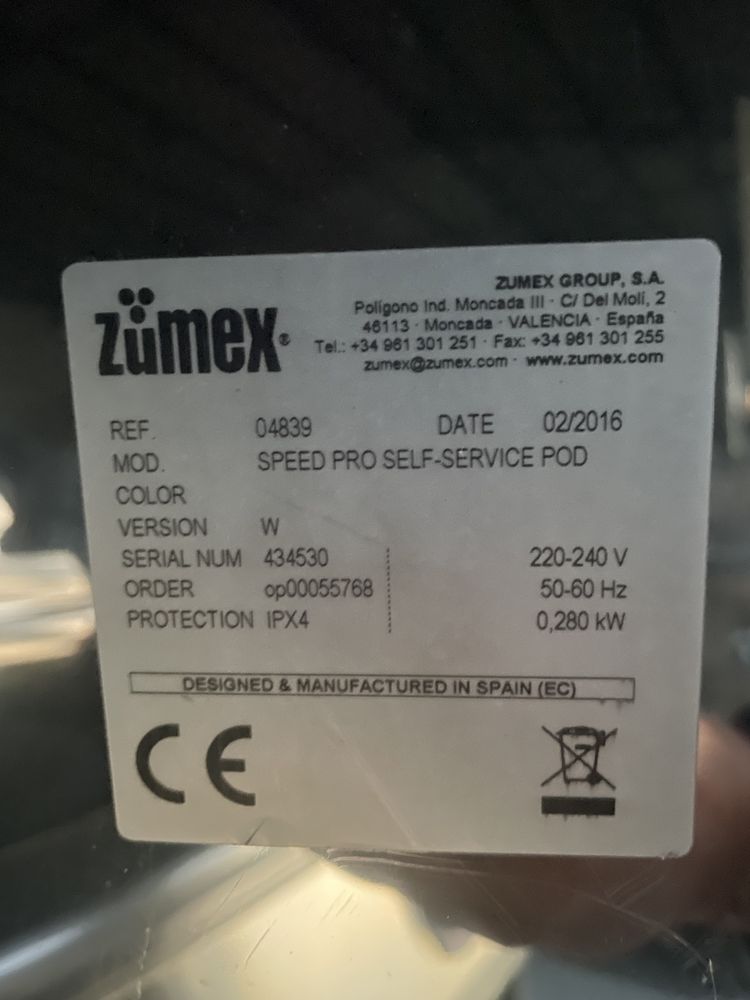 zümex®
ZUMEX GROUP, S.A.
Polígono Ind. Moncada III · C/ Del Molí, 2
46113 · Moncada · VALENCIA · España
Tel.: +34 961 301 251 · Fax: +34 961 301 255
zumex@zumex.com · www.zumex.com
REF. 04839 DATE 02/2016
MOD. SPEED PRO SELF-SERVICE POD
COLOR
VERSION W
SERIAL NUM 434530 220-240 V
ORDER op00055768 50-60 Hz
PROTECTION IPX4 0,280 kW
DESIGNED & MANUFACTURED IN SPAIN (EC)
CE